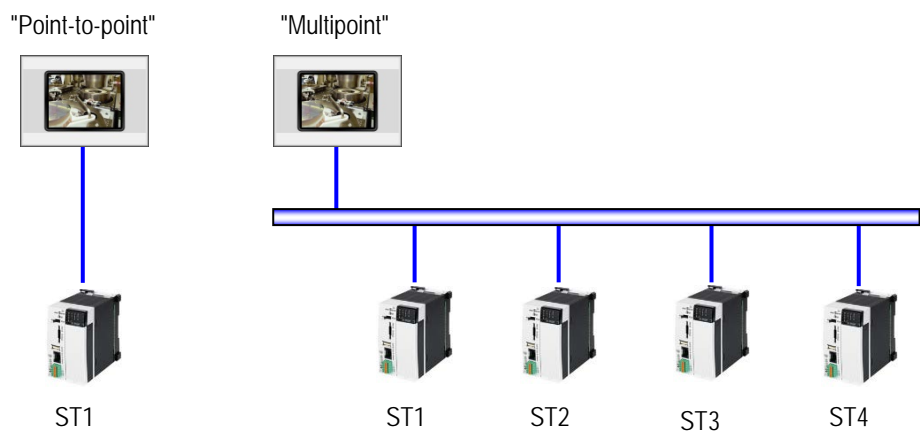 "Point-to-point"
"Multipoint"
ST1
ST1
ST2
ST3
ST4